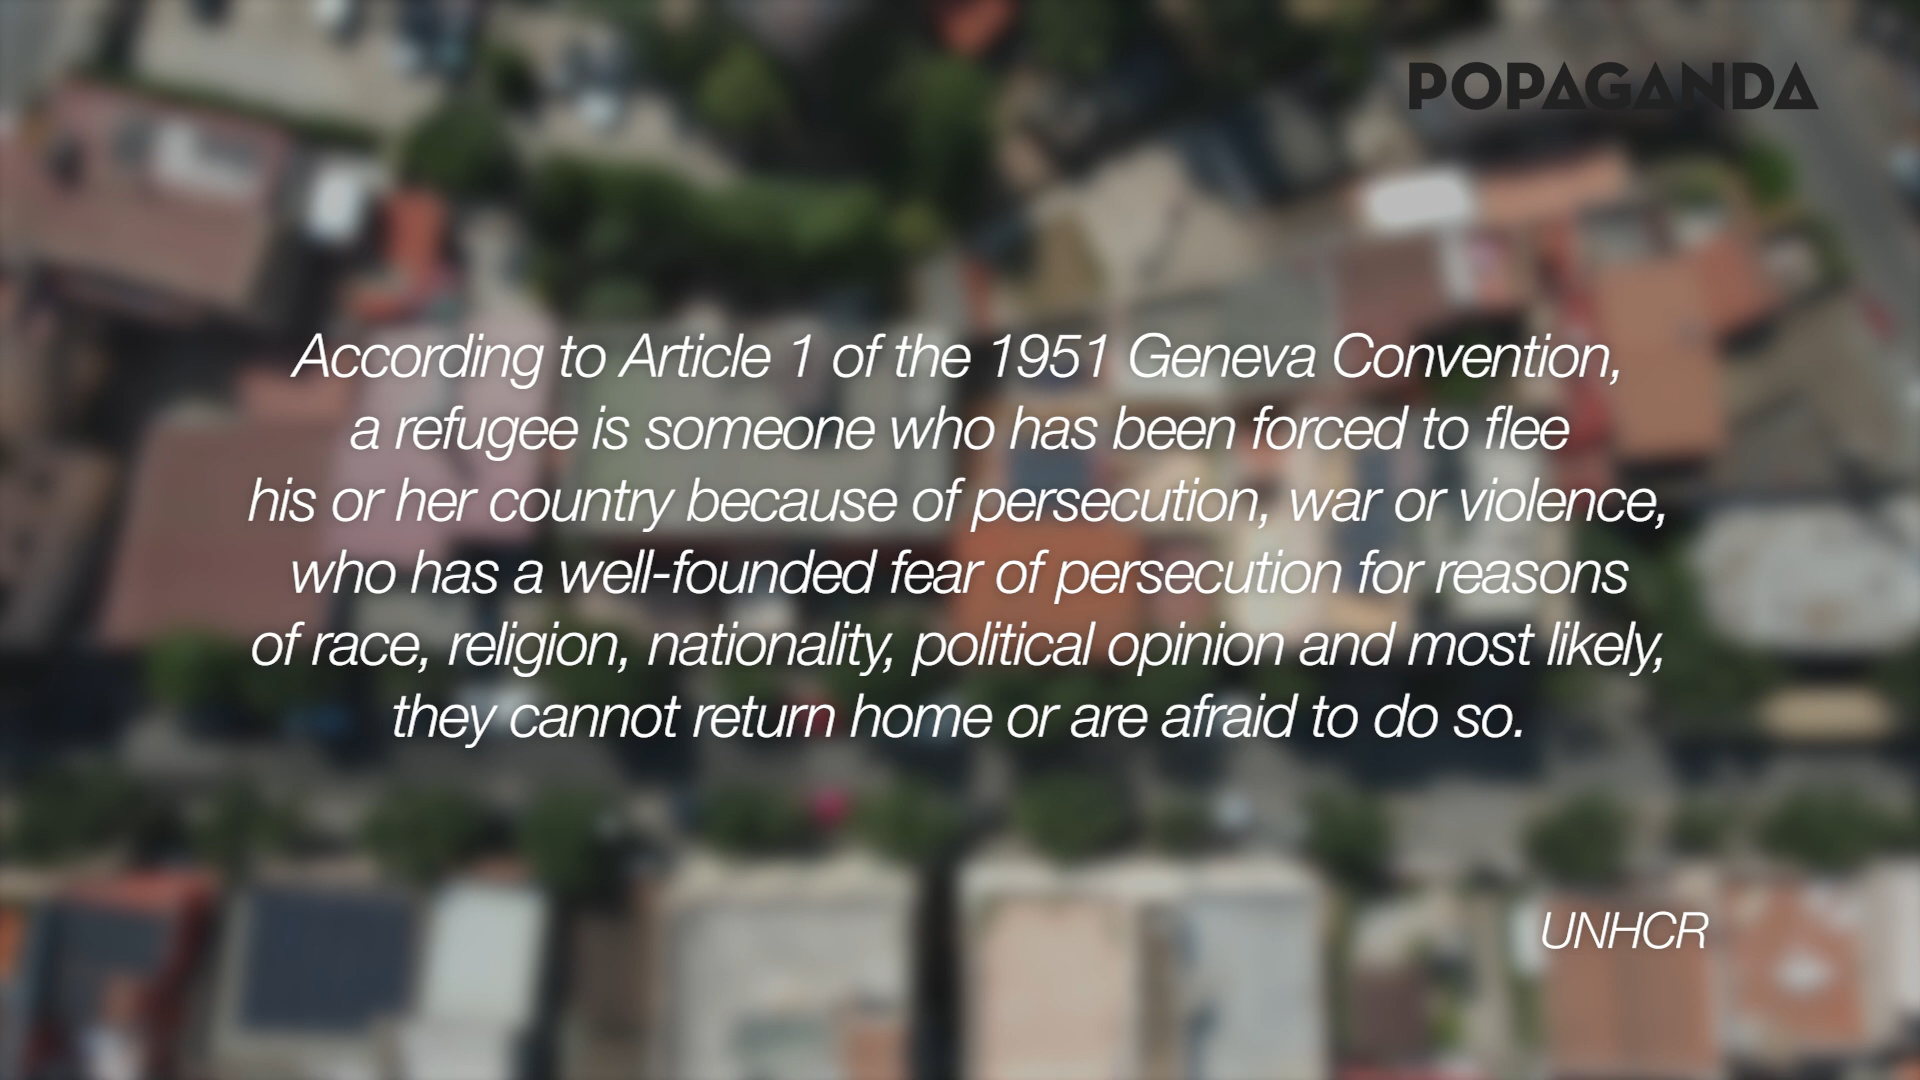 POPAGANDA
According to Article 1 of the 1951 Geneva Convention,
a refugee is someone who has been forced to flee
his or her country because of persecution, war or violence,
who has a well-founded fear of persecution for reasons
of race, religion, nationality, political opinion and most likely,
they cannot return home or are afraid to do so.
UNHCR